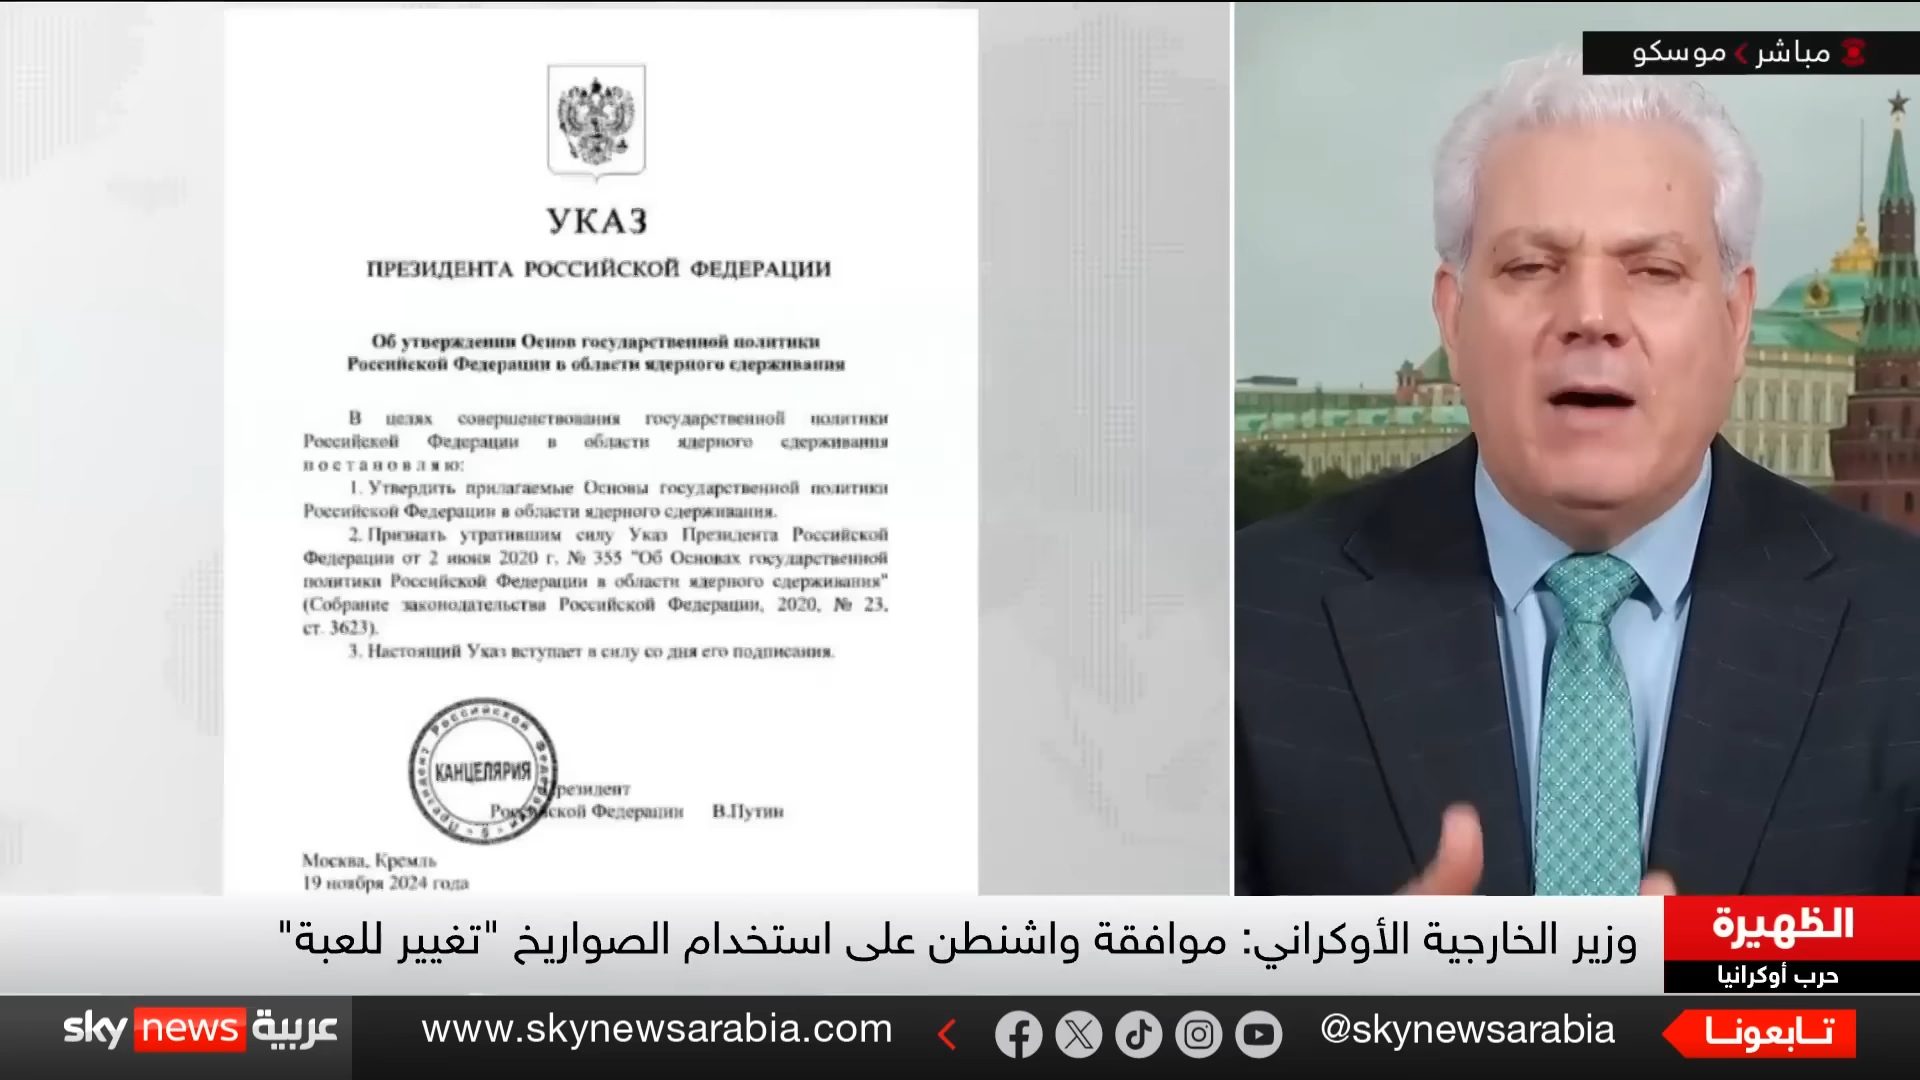 مباشر موسكو
УКАЗ
ПРЕЗИДЕНТА РОССИЙСКОЙ ФЕДЕРАЦИИ
Об утверждении Основ государственной политики
Российской Федерации в области ядерного сдерживания
В целях совершенствования государственной политики
Российской Федерации в области ядерного сдерживания
постановляю:
1. Утвердить прилагаемые Основы государственной политики
Российской Федерации в области ядерного сдерживания.
2. Признать утратившим силу Указ Президента Российской
Федерации от 2 июня 2020 г. № 355 "Об Основах государственной
политики Российской Федерации в области ядерного сдерживания"
(Собрание законодательства Российской Федерации, 2020, № 23,
ст. 3623).
3. Настоящий Указ вступает в силу со дня его подписания.
Президент Российской Федерации
КАНЦЕЛЯРИЯ
Президент
Российской Федерации В.Путин
Москва, Кремль
19 ноября 2024 года
وزير الخارجية الأوكراني: موافقة واشنطن على استخدام الصواريخ "تغيير للعبة"
الظهيرة
حرب أوكرانيا
sky news عربية
www.skynewsarabia.com
@skynewsarabia
تابعونا